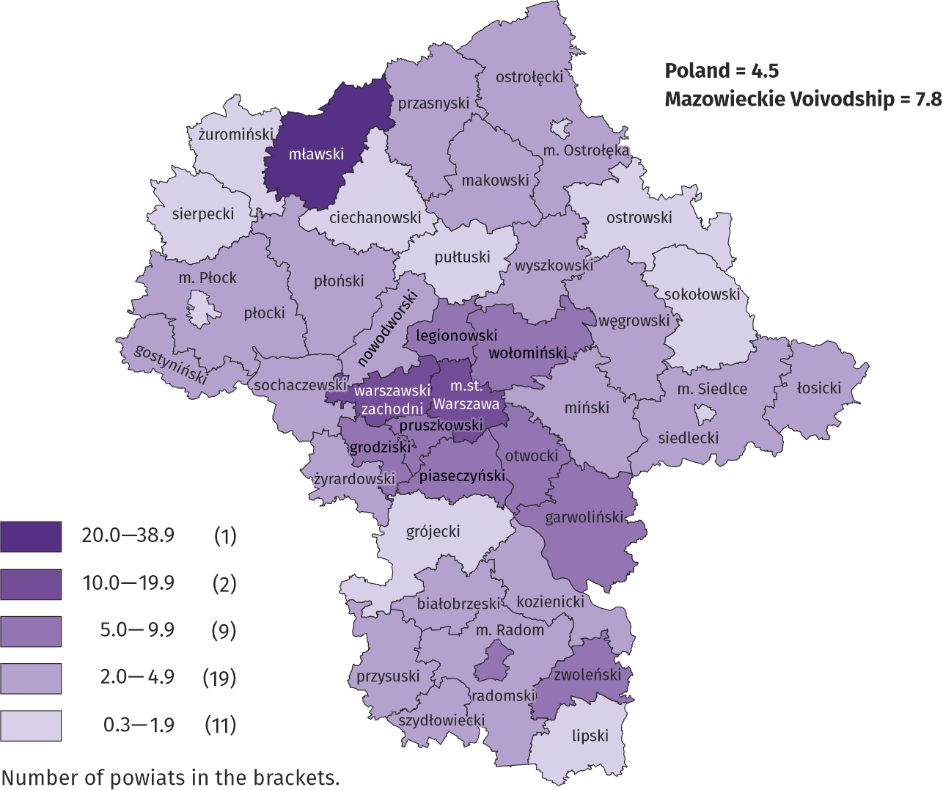 Poland = 4.5
Mazowieckie Voivodship = 7.8
ostrołęcki
przasnyski
żuromiński
mławski
m. Ostrołęka
makowski
sierpecki
ciechanowski
ostrowski
pułtuski
wyszkowski
m. Płock
płoński
sokołowski
płocki
nowodworski
węgrowski
legionowski
wołomiński
gostyniński
sochaczewski
warszawski
zachodni
m.st.
Warszawa
m. Siedlce
łosicki
miński
pruszkowski
siedlecki
grodziski
otwocki
żyrardowski
piaseczyński
garwoliński
grójecki
białobrzeski
kozienicki
m. Radom
przysuski
zwoleński
radomski
szydłowiecki
lipski
20.0—38.9 (1)
10.0—19.9 (2)
5.0—9.9 (9)
2.0—4.9 (19)
0.3—1.9 (11)
Number of powiats in the brackets.